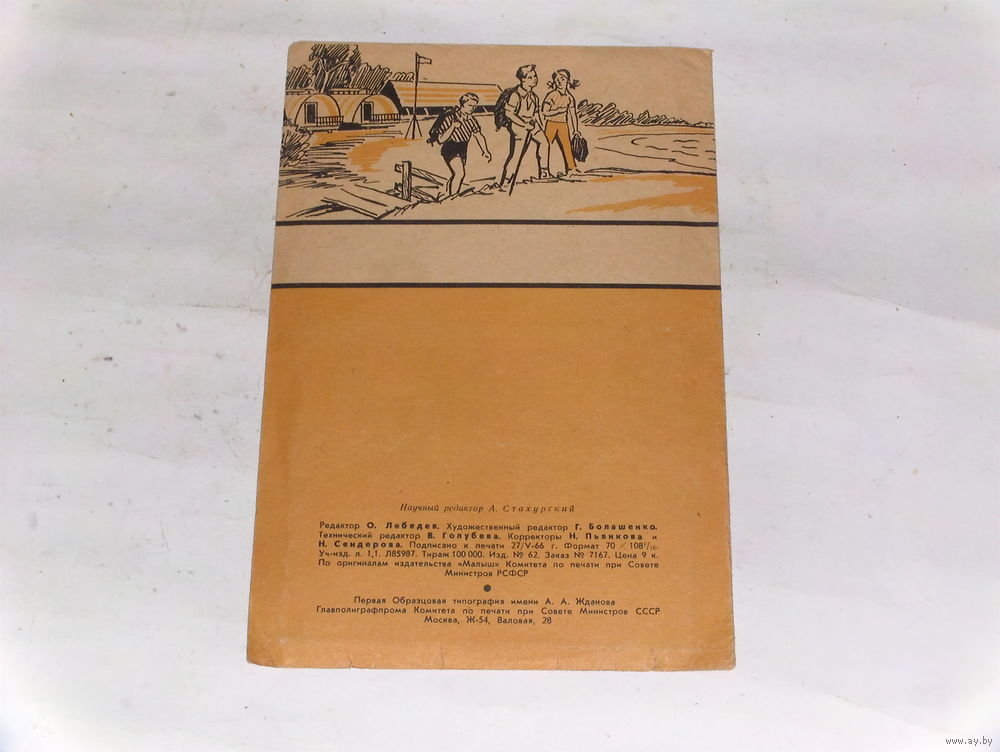 Научный редактор А. Стахурский
Редактор О. Лебедев. Художественный редактор Г. Болашенко.
Технический редактор В. Голубева. Корректоры Н. Пьянкова и
Н. Сендерова. Подписано к печати 27/V-66 г. Формат 70 × 108¹/₁₆.
Уч-изд. л. 1,1. Л85987. Тираж 100 000. Изд. № 62. Заказ № 7167. Цена 9 к.
По оригиналам издательства «Малыш» Комитета по печати при Совете
Министров РСФСР
Первая Образцовая типография имени А. А. Жданова
Главполиграфпрома Комитета по печати при Совете Министров СССР
Москва, Ж-54, Валовая, 28
www.ay.by